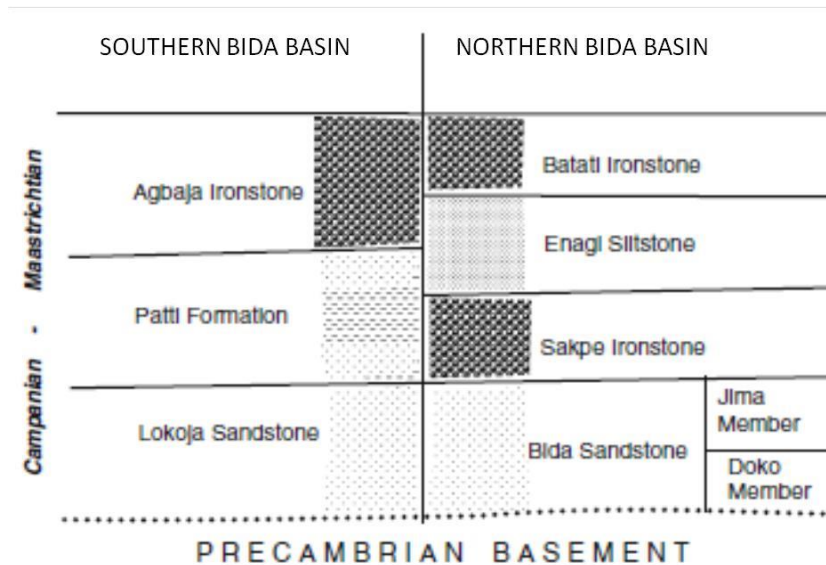 SOUTHERN BIDA BASIN
NORTHERN BIDA BASIN
Campanian - Maastrichtian
Agbaja Ironstone
Patti Formation
Lokoja Sandstone
Batati Ironstone
Enagi Siltstone
Sakpe Ironstone
Bida Sandstone
Jima
Member
Doko
Member
PRECAMBRIAN BASEMENT